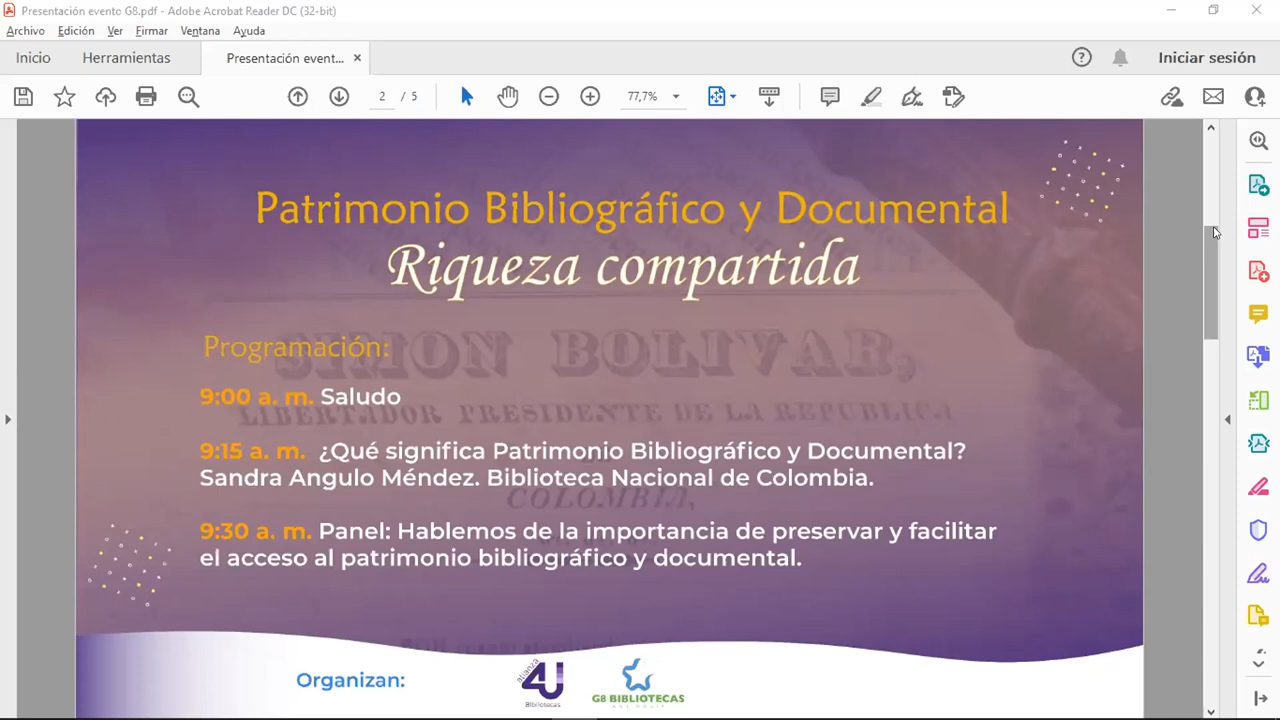 Presentación evento G8.pdf - Adobe Acrobat Reader DC (32-bit)
Archivo Edición Ver Firmar Ventana Ayuda
Inicio Herramientas Presentación event... Iniciar sesión
2 / 5 77,7%
Patrimonio Bibliográfico y Documental
Riqueza compartida
SIMON BOLIVAR,
Programación:
9:00 a. m. Saludo
LIBERTADOR PRESIDENTE DE LA REPUBLICA
9:15 a. m. ¿Qué significa Patrimonio Bibliográfico y Documental?
Sandra Angulo Méndez. Biblioteca Nacional de Colombia.
COLOMBIA,
9:30 a. m. Panel: Hablemos de la importancia de preservar y facilitar
el acceso al patrimonio bibliográfico y documental.
Organizan:
alianza
4U
Bibliotecas
G8 BIBLIOTECAS